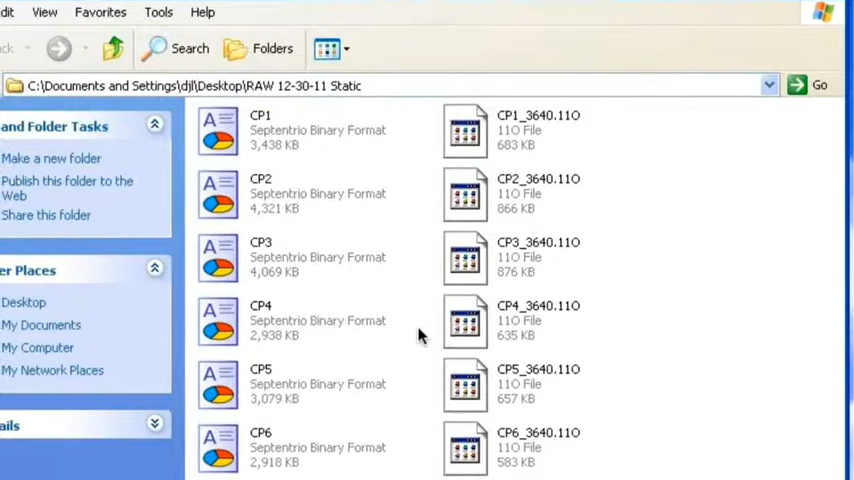 dit View Favorites Tools Help
ck Search Folders
C:\Documents and Settings\djl\Desktop\RAW 12-30-11 Static Go
and Folder Tasks
Make a new folder
Publish this folder to the
Web
Share this folder
er Places
Desktop
My Documents
My Computer
My Network Places
ails
CP1
Septentrio Binary Format
3,438 KB
CP1_3640.11O
11O File
683 KB
CP2
Septentrio Binary Format
4,321 KB
CP2_3640.11O
11O File
866 KB
CP3
Septentrio Binary Format
4,069 KB
CP3_3640.11O
11O File
876 KB
CP4
Septentrio Binary Format
2,938 KB
CP4_3640.11O
11O File
635 KB
CP5
Septentrio Binary Format
3,079 KB
CP5_3640.11O
11O File
657 KB
CP6
Septentrio Binary Format
2,918 KB
CP6_3640.11O
11O File
583 KB